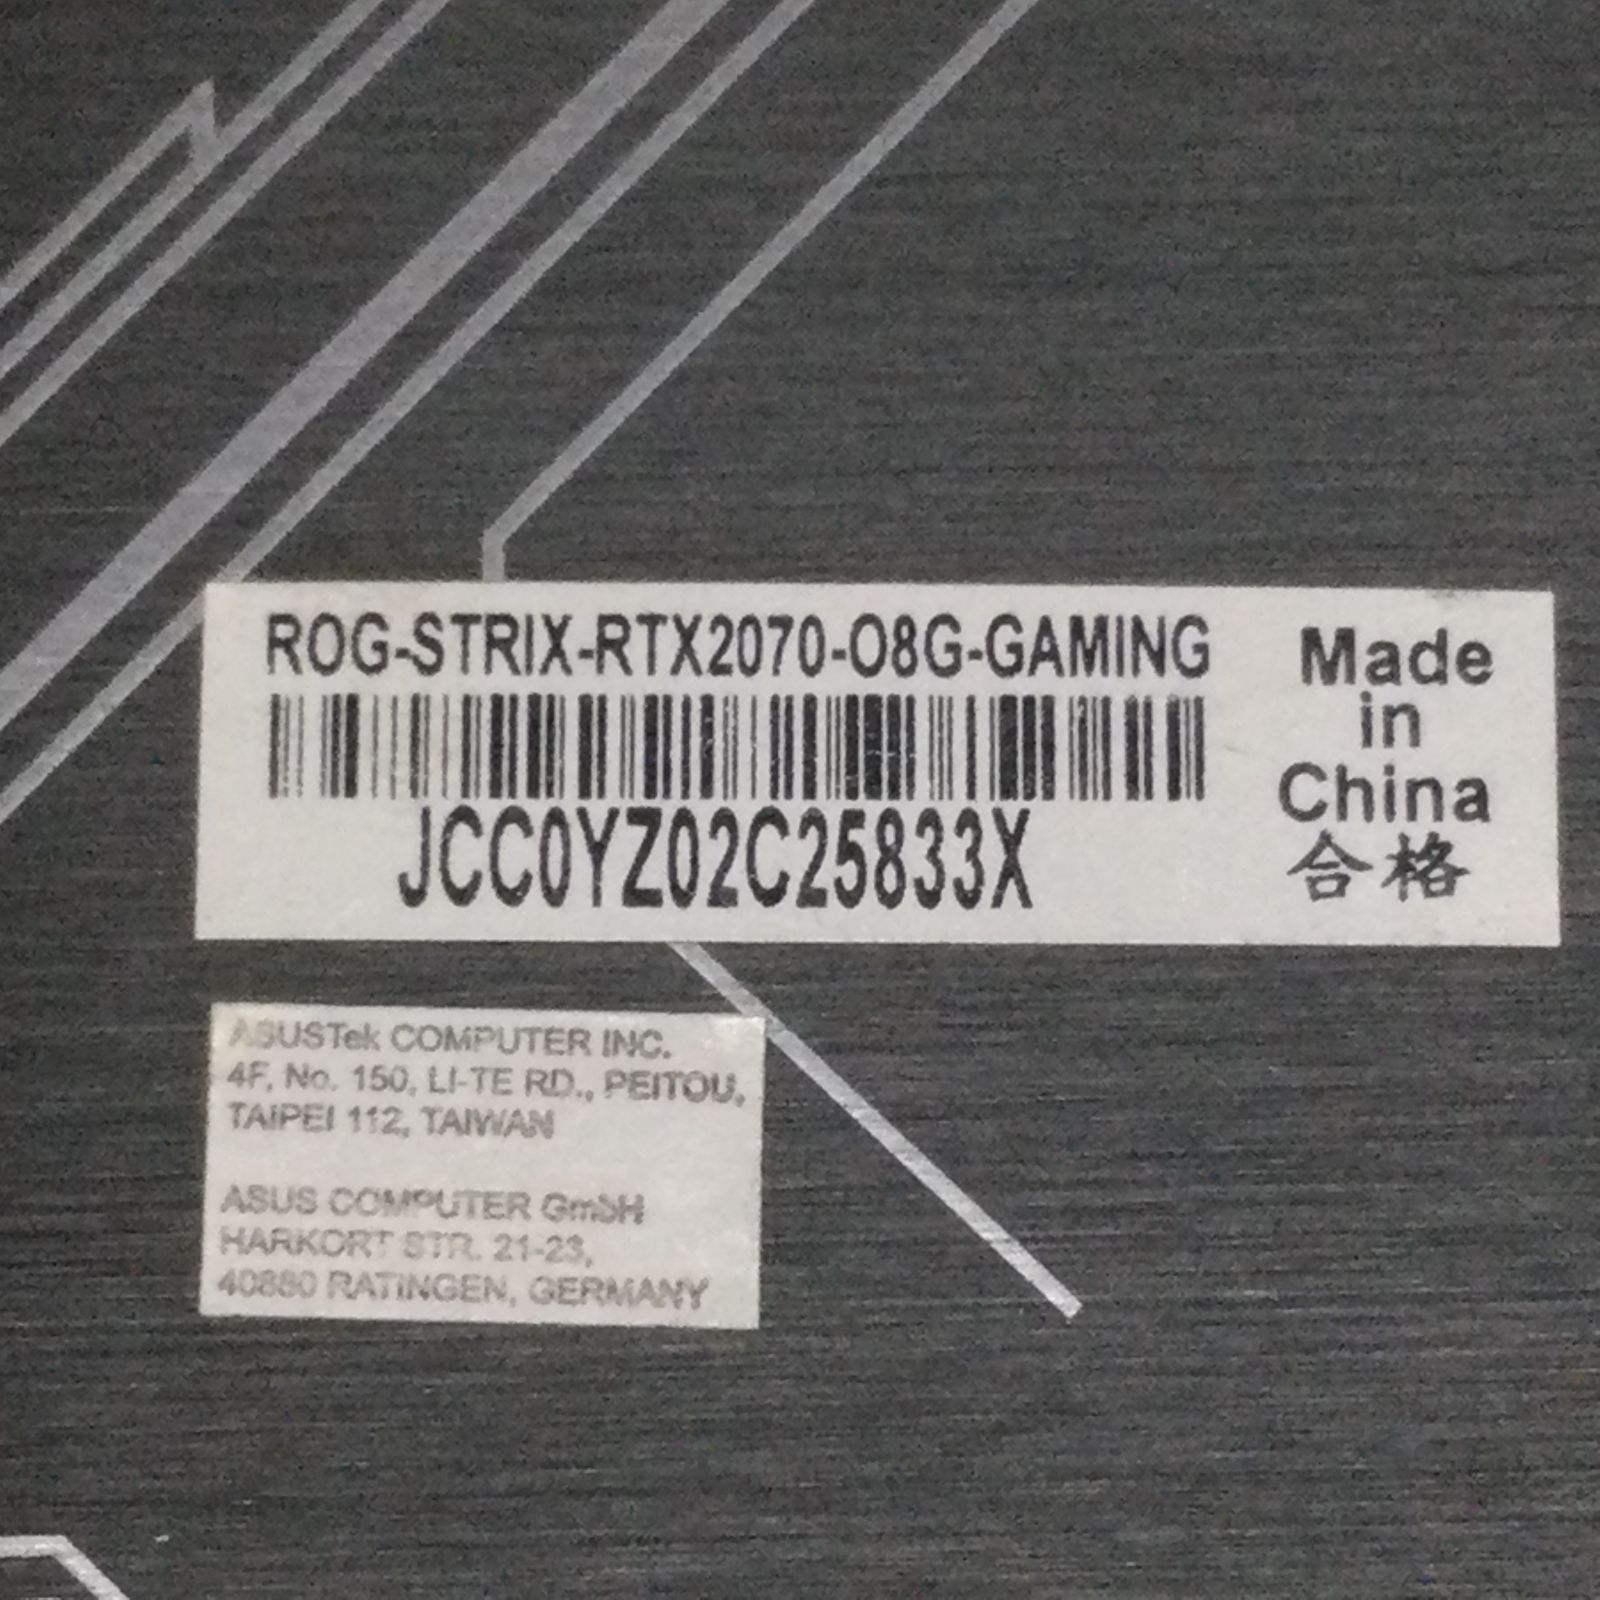 ROG-STRIX-RTX2070-O8G-GAMING
JCC0YZ02C25833X
Made
in
China
合格
ASUSTek COMPUTER INC.
4F, No. 150, LI-TE RD., PEITOU,
TAIPEI 112, TAIWAN
ASUS COMPUTER GmbH
HARKORT STR. 21-23,
40880 RATINGEN, GERMANY